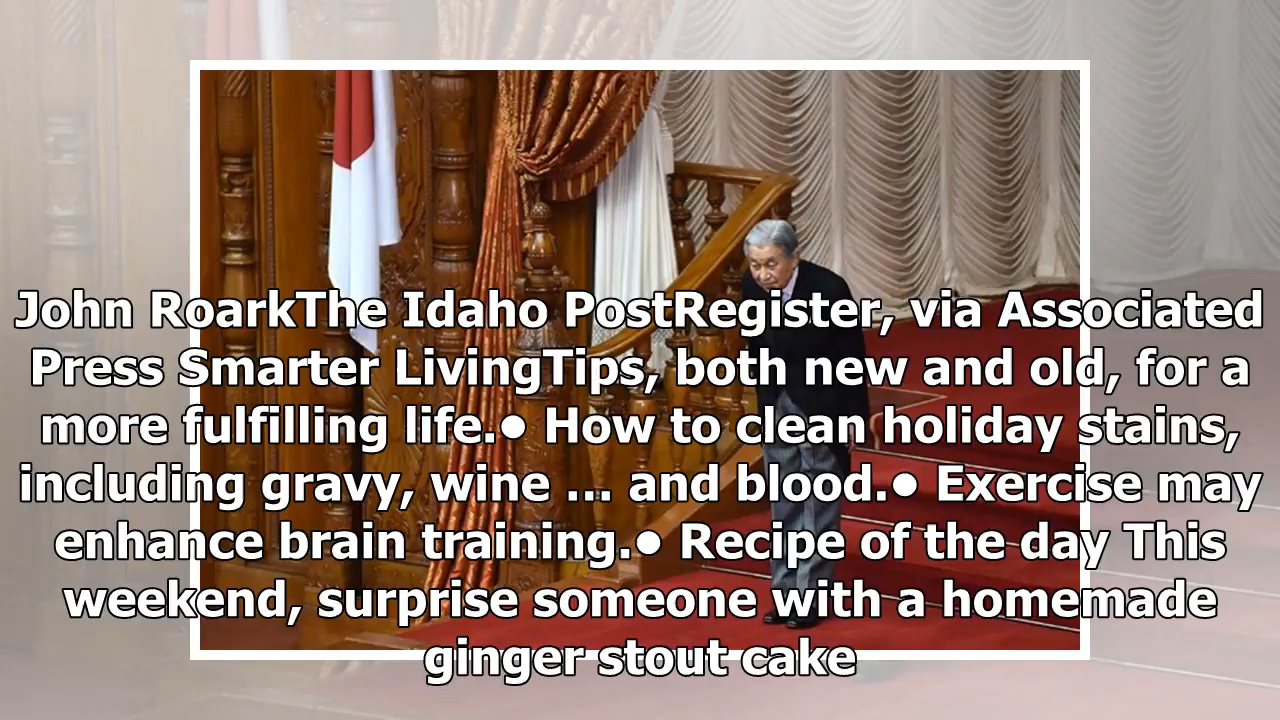 John RoarkThe Idaho PostRegister, via Associated
Press Smarter LivingTips, both new and old, for a
more fulfilling life.● How to clean holiday stains,
including gravy, wine ... and blood.● Exercise may
enhance brain training.● Recipe of the day This
weekend, surprise someone with a homemade
ginger stout cake